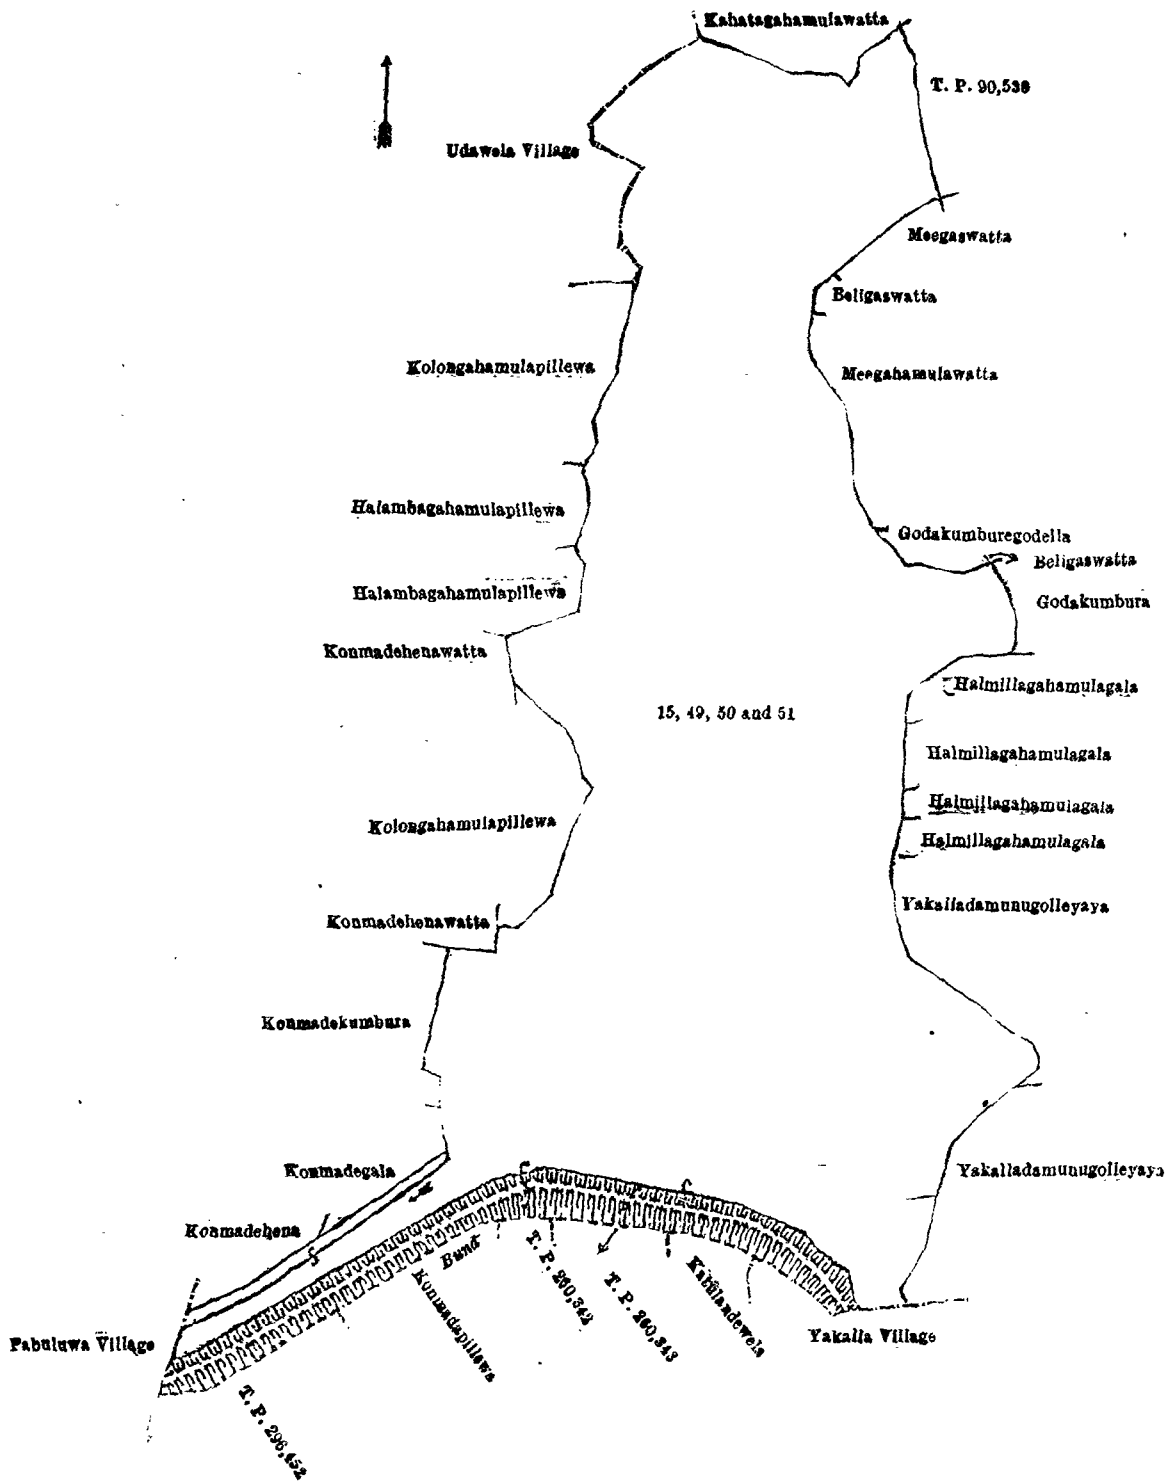 Kahatagahamulawatta
T. P. 90,538
Udawela Village
Meegaswatta
Beligaswatta
Kolongahamulapillewa
Meegahamulawatta
Halambagahamulapillewa
Godakumburegodella
Beligaswatta
Halambagahamulapillewa
Godakumbura
Konmadehenawatta
Halmillagahamulagala
15, 49, 50 and 51
Halmillagahamulagala
Halmillagahamulagala
Kolongahamulapillewa
Halmillagahamulagala
Yakalladamunugolleyaya
Konmadehenawatta
Konmadekumbura
Konmadegala
Yakalladamunugolleyaya
Konmadehena
Bund
T. P. 260,342
T. P. 260,343
Kahulandewela
Konmadapillewa
Pabuluwa Village
Yakalla Village
T. P. 296,452